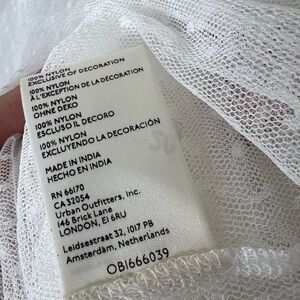 100% NYLON
EXCLUSIVE OF DECORATION
100% NYLON
À L'EXCEPTION DE LA DÉCORATION
100% NYLON
OHNE DEKO
100% NYLON
ESCLUSO IL DECORO
100% NYLON
EXCLUYENDO LA DECORACIÓN
MADE IN INDIA
HECHO EN INDIA
RN 66170
CA 32054
Urban Outfitters, Inc.
146 Brick Lane
LONDON, E1 6RU
Leidsestraat 32, 1017 PB
Amsterdam, Netherlands
OB1666039